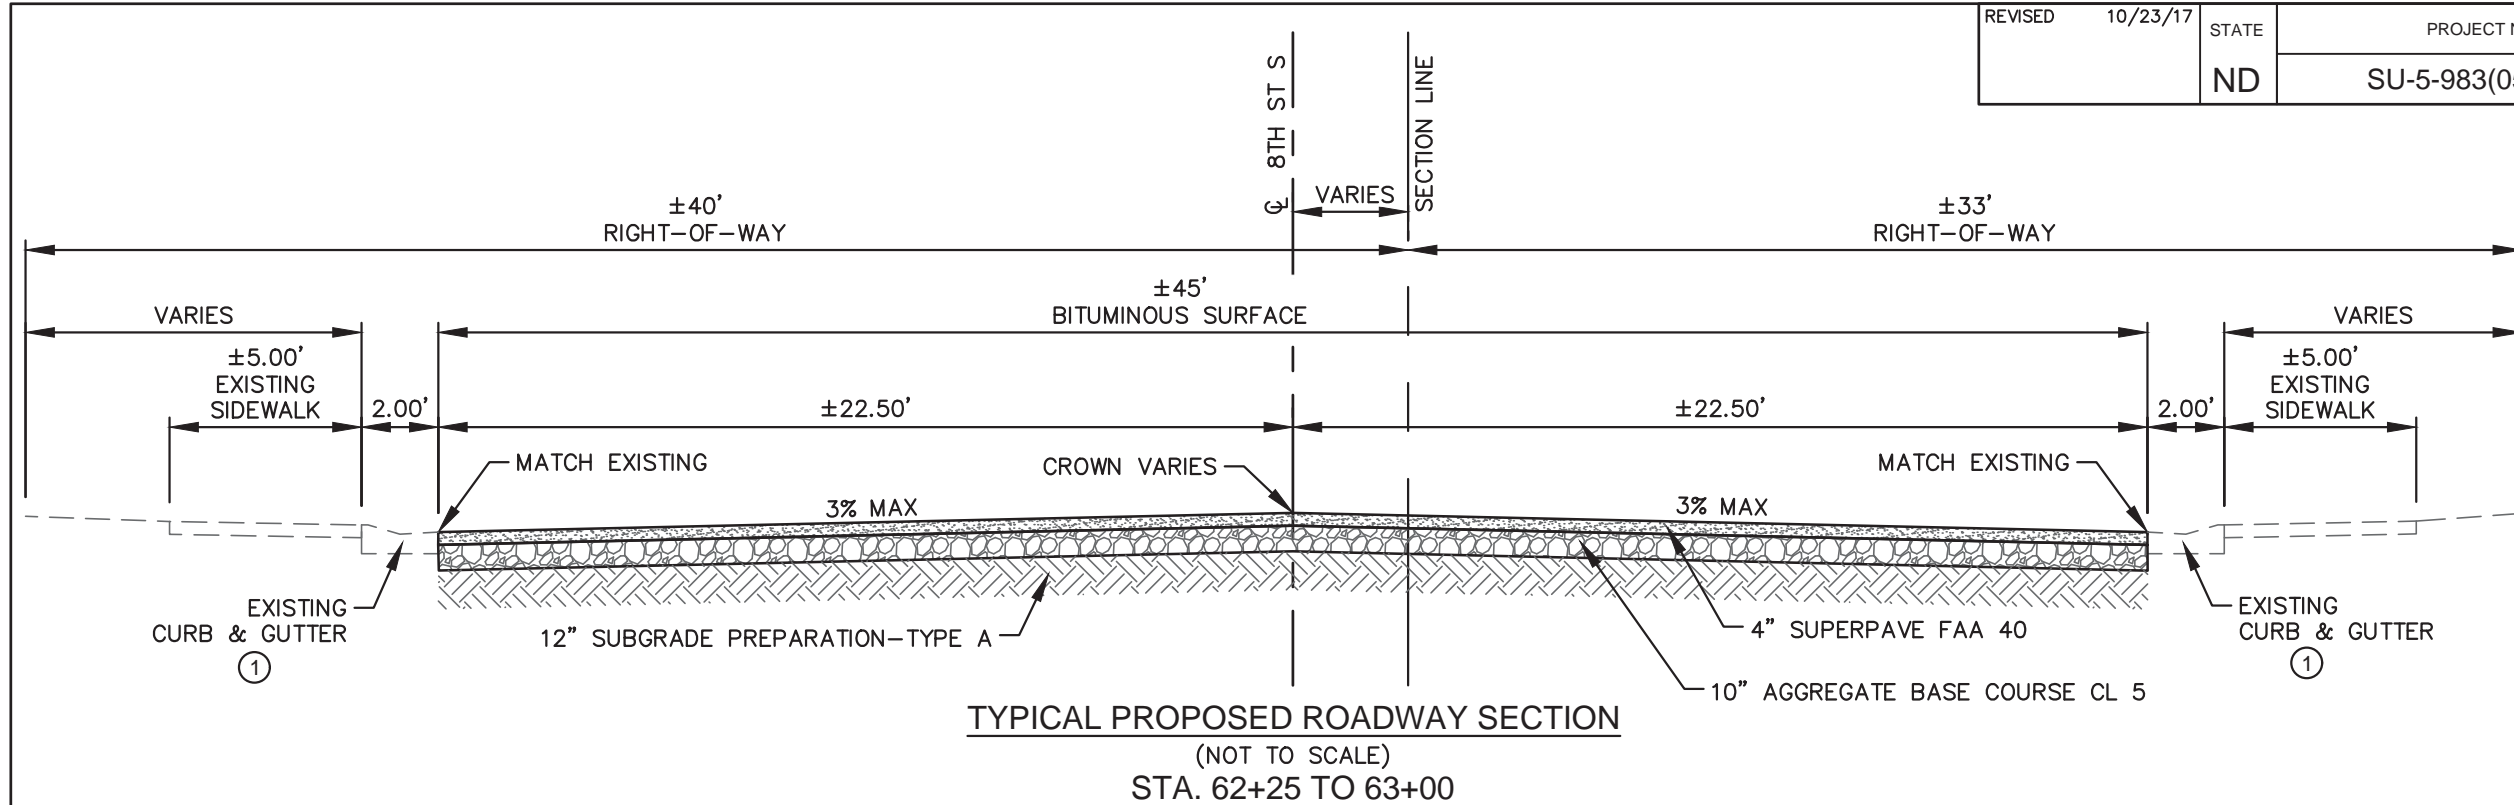 REVISED 10/23/17
STATE
PROJECT
ND
SU-5-983(05
℄ 8TH ST S
SECTION LINE
VARIES
±40'
RIGHT-OF-WAY
±33'
RIGHT-OF-WAY
±45'
BITUMINOUS SURFACE
VARIES
VARIES
±5.00'
EXISTING
SIDEWALK
2.00'
±22.50'
±22.50'
2.00'
±5.00'
EXISTING
SIDEWALK
MATCH EXISTING
CROWN VARIES
MATCH EXISTING
3% MAX
3% MAX
EXISTING
CURB & GUTTER
1
12" SUBGRADE PREPARATION-TYPE A
4" SUPERPAVE FAA 40
10" AGGREGATE BASE COURSE CL 5
EXISTING
CURB & GUTTER
1
TYPICAL PROPOSED ROADWAY SECTION
(NOT TO SCALE)
STA. 62+25 TO 63+00